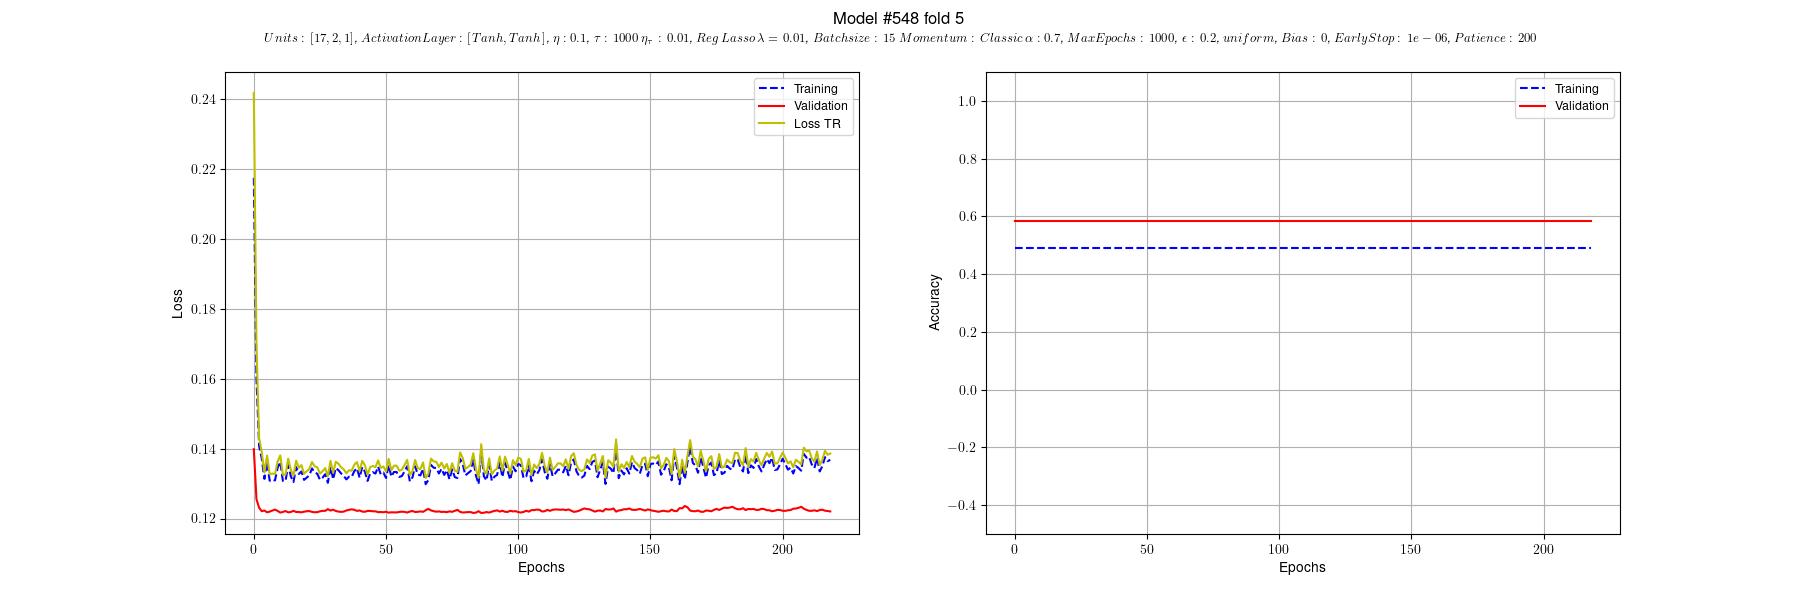 Model #548 fold 5
Units : [17, 2, 1], ActivationLayer : [Tanh, Tanh], η : 0.1, τ : 1000 η_τ : 0.01, Reg Lasso λ = 0.01, Batchsize : 15 Momentum : Classic α : 0.7, MaxEpochs : 1000, ϵ : 0.2, uniform, Bias : 0, EarlyStop : 1e − 06, Patience : 200
Training
Validation
Loss TR
0.24
0.22
0.20
0.18
0.16
0.14
0.12
Loss
0 50 100 150 200
Epochs
Training
Validation
1.0
0.8
0.6
0.4
0.2
0.0
−0.2
−0.4
Accuracy
0 50 100 150 200
Epochs